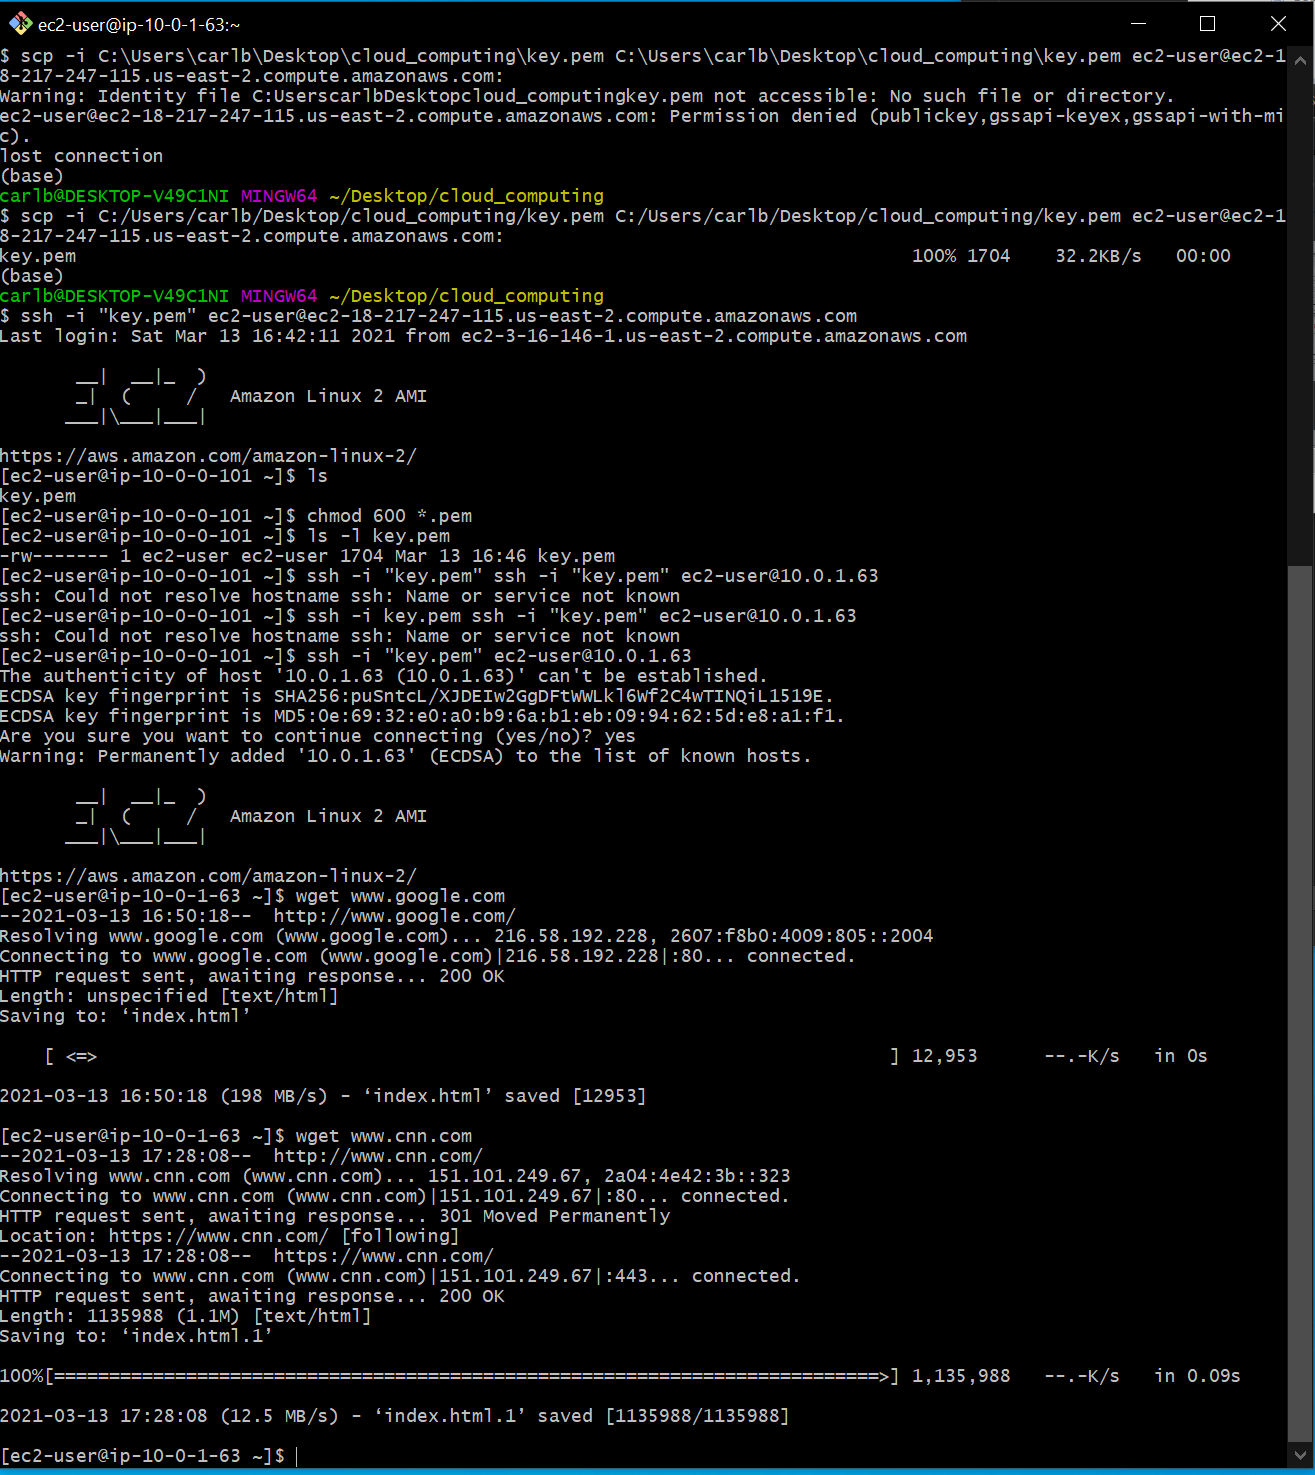 ec2-user@ip-10-0-1-63:~
$ scp -i C:\Users\carlb\Desktop\cloud_computing\key.pem C:\Users\carlb\Desktop\cloud_computing\key.pem ec2-user@ec2-1
8-217-247-115.us-east-2.compute.amazonaws.com:
Warning: Identity file C:UserscarlbDesktopcloud_computingkey.pem not accessible: No such file or directory.
ec2-user@ec2-18-217-247-115.us-east-2.compute.amazonaws.com: Permission denied (publickey,gssapi-keyex,gssapi-with-mi
c).
lost connection
(base)
carlb@DESKTOP-V49C1NI MINGW64 ~/Desktop/cloud_computing
$ scp -i C:/Users/carlb/Desktop/cloud_computing/key.pem C:/Users/carlb/Desktop/cloud_computing/key.pem ec2-user@ec2-1
8-217-247-115.us-east-2.compute.amazonaws.com:
key.pem 100% 1704 32.2KB/s 00:00
(base)
carlb@DESKTOP-V49C1NI MINGW64 ~/Desktop/cloud_computing
$ ssh -i "key.pem" ec2-user@ec2-18-217-247-115.us-east-2.compute.amazonaws.com
Last login: Sat Mar 13 16:42:11 2021 from ec2-3-16-146-1.us-east-2.compute.amazonaws.com
       __|  __|_  )
       _|  (     /   Amazon Linux 2 AMI
      ___|\___|___|
https://aws.amazon.com/amazon-linux-2/
[ec2-user@ip-10-0-0-101 ~]$ ls
key.pem
[ec2-user@ip-10-0-0-101 ~]$ chmod 600 *.pem
[ec2-user@ip-10-0-0-101 ~]$ ls -l key.pem
-rw------- 1 ec2-user ec2-user 1704 Mar 13 16:46 key.pem
[ec2-user@ip-10-0-0-101 ~]$ ssh -i "key.pem" ssh -i "key.pem" ec2-user@10.0.1.63
ssh: Could not resolve hostname ssh: Name or service not known
[ec2-user@ip-10-0-0-101 ~]$ ssh -i key.pem ssh -i "key.pem" ec2-user@10.0.1.63
ssh: Could not resolve hostname ssh: Name or service not known
[ec2-user@ip-10-0-0-101 ~]$ ssh -i "key.pem" ec2-user@10.0.1.63
The authenticity of host '10.0.1.63 (10.0.1.63)' can't be established.
ECDSA key fingerprint is SHA256:puSntcL/XJDEIw2GgDFtWWLkl6Wf2C4wTINQiL1519E.
ECDSA key fingerprint is MD5:0e:69:32:e0:a0:b9:6a:b1:eb:09:94:62:5d:e8:a1:f1.
Are you sure you want to continue connecting (yes/no)? yes
Warning: Permanently added '10.0.1.63' (ECDSA) to the list of known hosts.
       __|  __|_  )
       _|  (     /   Amazon Linux 2 AMI
      ___|\___|___|
https://aws.amazon.com/amazon-linux-2/
[ec2-user@ip-10-0-1-63 ~]$ wget www.google.com
--2021-03-13 16:50:18--  http://www.google.com/
Resolving www.google.com (www.google.com)... 216.58.192.228, 2607:f8b0:4009:805::2004
Connecting to www.google.com (www.google.com)|216.58.192.228|:80... connected.
HTTP request sent, awaiting response... 200 OK
Length: unspecified [text/html]
Saving to: ‘index.html’
[ <=> ] 12,953 --.-K/s in 0s
2021-03-13 16:50:18 (198 MB/s) - ‘index.html’ saved [12953]
[ec2-user@ip-10-0-1-63 ~]$ wget www.cnn.com
--2021-03-13 17:28:08--  http://www.cnn.com/
Resolving www.cnn.com (www.cnn.com)... 151.101.249.67, 2a04:4e42:3b::323
Connecting to www.cnn.com (www.cnn.com)|151.101.249.67|:80... connected.
HTTP request sent, awaiting response... 301 Moved Permanently
Location: https://www.cnn.com/ [following]
--2021-03-13 17:28:08--  https://www.cnn.com/
Connecting to www.cnn.com (www.cnn.com)|151.101.249.67|:443... connected.
HTTP request sent, awaiting response... 200 OK
Length: 1135988 (1.1M) [text/html]
Saving to: ‘index.html.1’
100%[===========================================================================>] 1,135,988 --.-K/s in 0.09s
2021-03-13 17:28:08 (12.5 MB/s) - ‘index.html.1’ saved [1135988/1135988]
[ec2-user@ip-10-0-1-63 ~]$